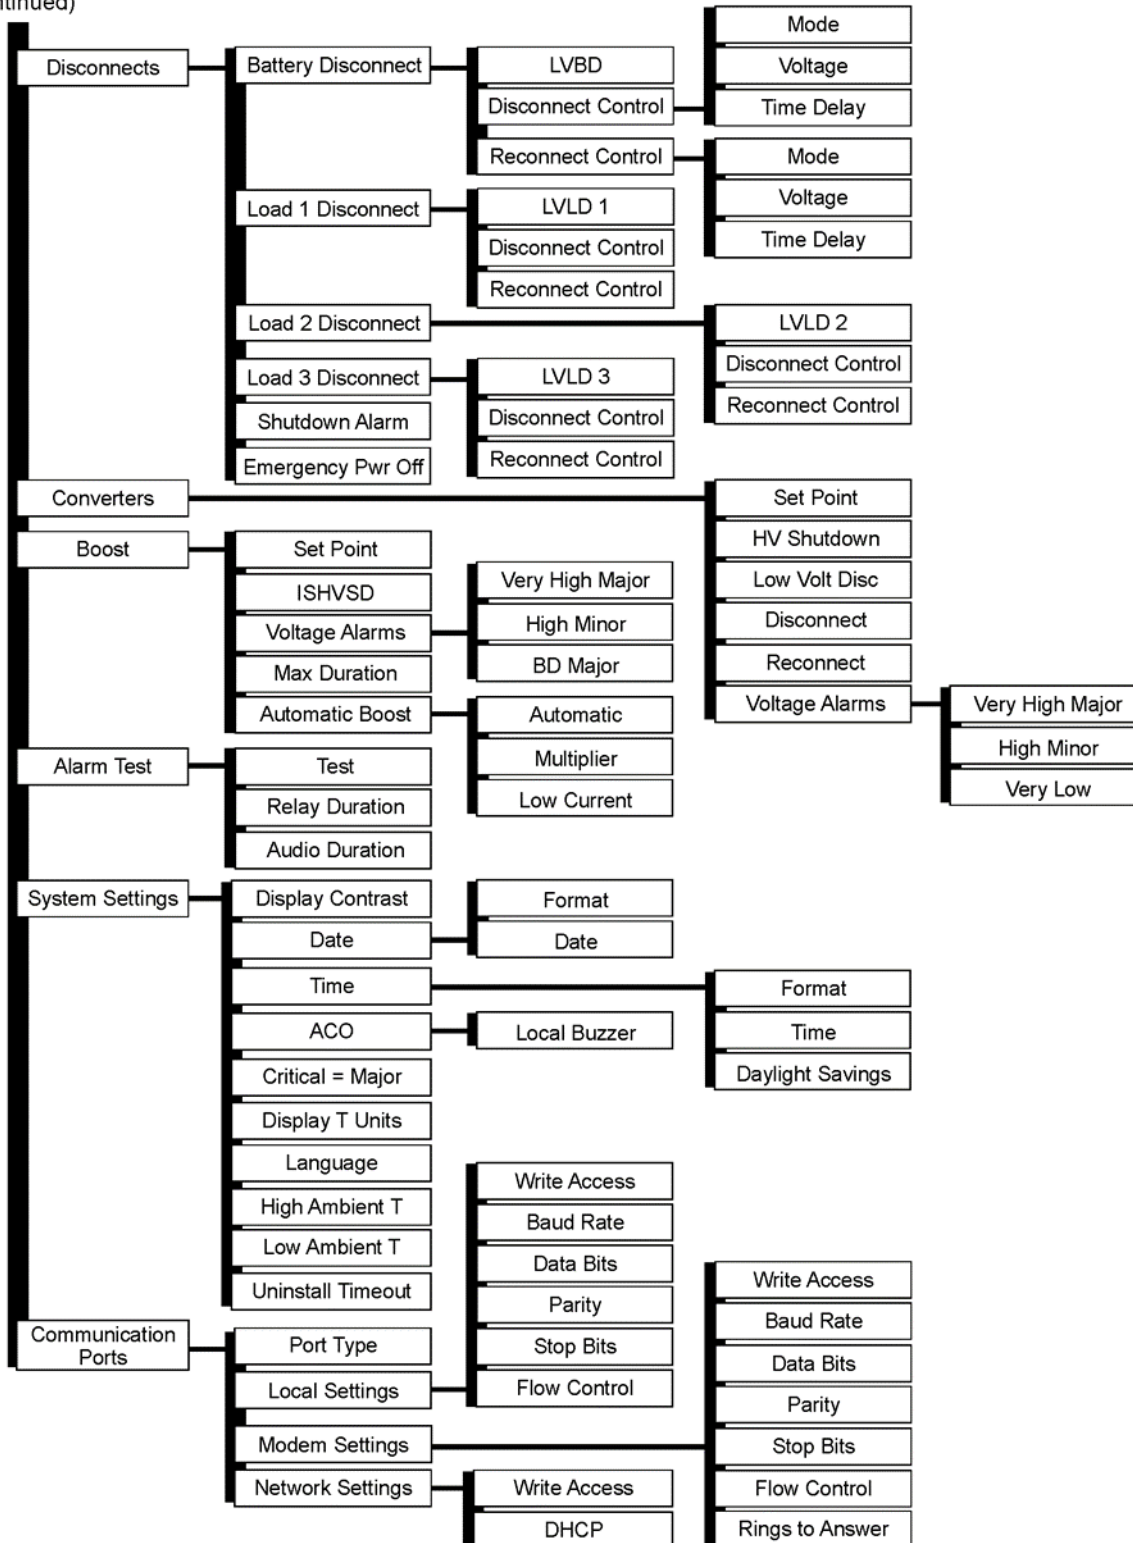 ntinued)
Disconnects
Battery Disconnect
LVBD
Disconnect Control
Mode
Voltage
Time Delay
Reconnect Control
Mode
Voltage
Time Delay
Load 1 Disconnect
LVLD 1
Disconnect Control
Reconnect Control
Load 2 Disconnect
LVLD 2
Disconnect Control
Reconnect Control
Load 3 Disconnect
LVLD 3
Disconnect Control
Reconnect Control
Shutdown Alarm
Emergency Pwr Off
Converters
Set Point
HV Shutdown
Low Volt Disc
Disconnect
Reconnect
Voltage Alarms
Very High Major
High Minor
Very Low
Boost
Set Point
ISHVSD
Voltage Alarms
Very High Major
High Minor
BD Major
Max Duration
Automatic Boost
Automatic
Multiplier
Low Current
Alarm Test
Test
Relay Duration
Audio Duration
System Settings
Display Contrast
Date
Format
Date
Time
Format
Time
Daylight Savings
ACO
Local Buzzer
Critical = Major
Display T Units
Language
High Ambient T
Low Ambient T
Uninstall Timeout
Communication
Ports
Port Type
Local Settings
Write Access
Baud Rate
Data Bits
Parity
Stop Bits
Flow Control
Modem Settings
Write Access
Baud Rate
Data Bits
Parity
Stop Bits
Flow Control
Rings to Answer
Network Settings
Write Access
DHCP